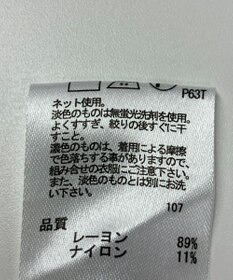 P63T
ネット使用。
淡色のものは無蛍光洗剤を使用。
よくすすぎ、絞りの後すぐに干
すこと。
濃色のものは、着用による摩擦
で色落ちする事がありますので、
組み合せの衣服にご注意下さい。
また、淡色のものとは別にお洗
い下さい。
107
品質
レーヨン 89%
ナイロン 11%